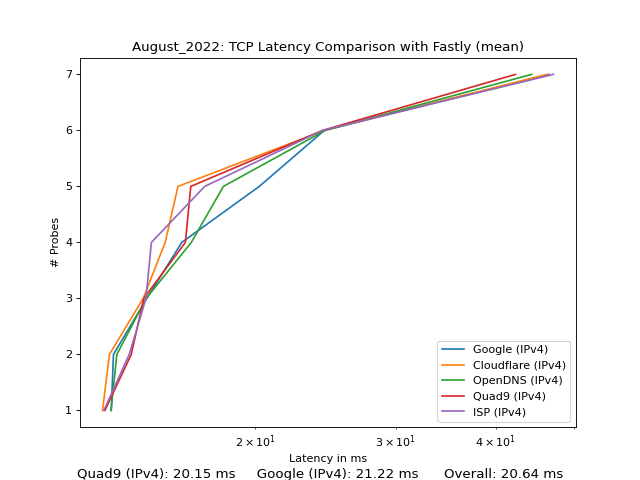 August_2022: TCP Latency Comparison with Fastly (mean)
7
6
5
4
3
2
1
# Probes
Google (IPv4)
Cloudflare (IPv4)
OpenDNS (IPv4)
Quad9 (IPv4)
ISP (IPv4)
2 × 10¹ 3 × 10¹ 4 × 10¹
Latency in ms
Quad9 (IPv4): 20.15 ms Google (IPv4): 21.22 ms Overall: 20.64 ms